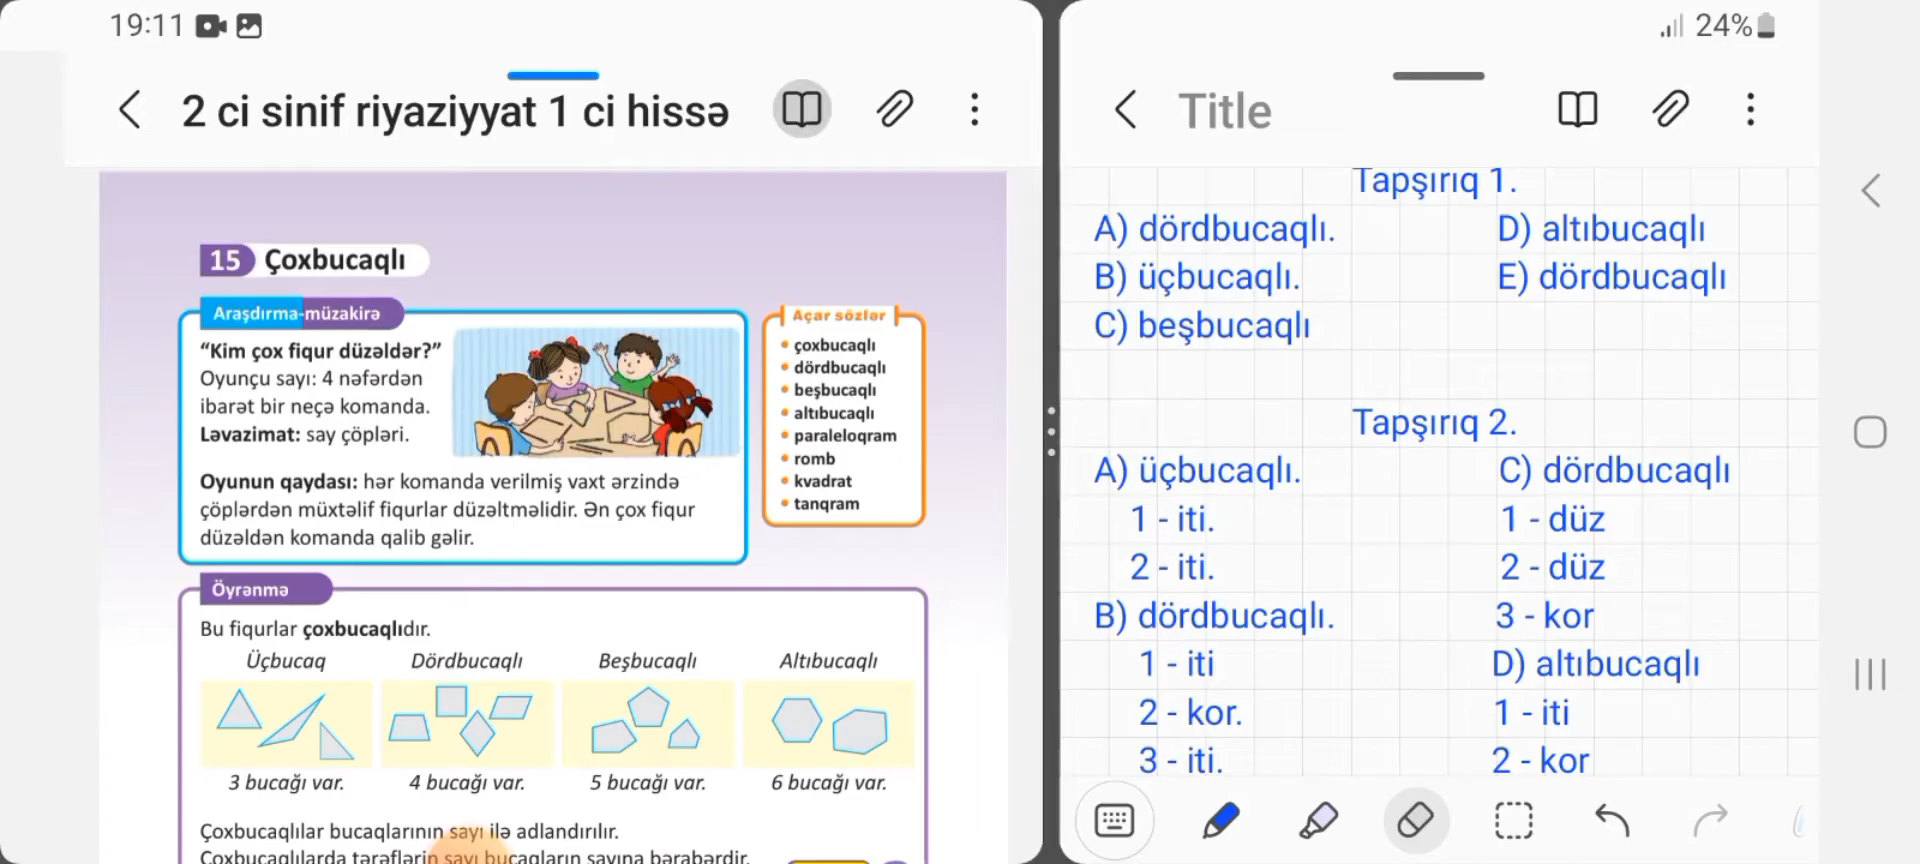 19:11
24%
2 ci sinif riyaziyyat 1 ci hissə
15 Çoxbucaqlı
Araşdırma-müzakirə
“Kim çox fiqur düzəldər?”
Oyunçu sayı: 4 nəfərdən
ibarət bir neçə komanda.
Ləvazimat: say çöpləri.
Oyunun qaydası: hər komanda verilmiş vaxt ərzində
çöplərdən müxtəlif fiqurlar düzəltməlidir. Ən çox fiqur
düzəldən komanda qalib gəlir.
Açar sözlər
• çoxbucaqlı
• dördbucaqlı
• beşbucaqlı
• altıbucaqlı
• paraleloqram
• romb
• kvadrat
• tanqram
Öyrənmə
Bu fiqurlar çoxbucaqlıdır.
Üçbucaq Dördbucaqlı Beşbucaqlı Altıbucaqlı
3 bucağı var. 4 bucağı var. 5 bucağı var. 6 bucağı var.
Çoxbucaqlılar bucaqlarının sayı ilə adlandırılır.
Çoxbucaqlılarda tərəflərin sayı bucaqların sayına bərabərdir.
Title
Tapşırıq 1.
A) dördbucaqlı.
B) üçbucaqlı.
C) beşbucaqlı
D) altıbucaqlı
E) dördbucaqlı
Tapşırıq 2.
A) üçbucaqlı.
1 - iti.
2 - iti.
B) dördbucaqlı.
1 - iti
2 - kor.
3 - iti.
C) dördbucaqlı
1 - düz
2 - düz
3 - kor
D) altıbucaqlı
1 - iti
2 - kor